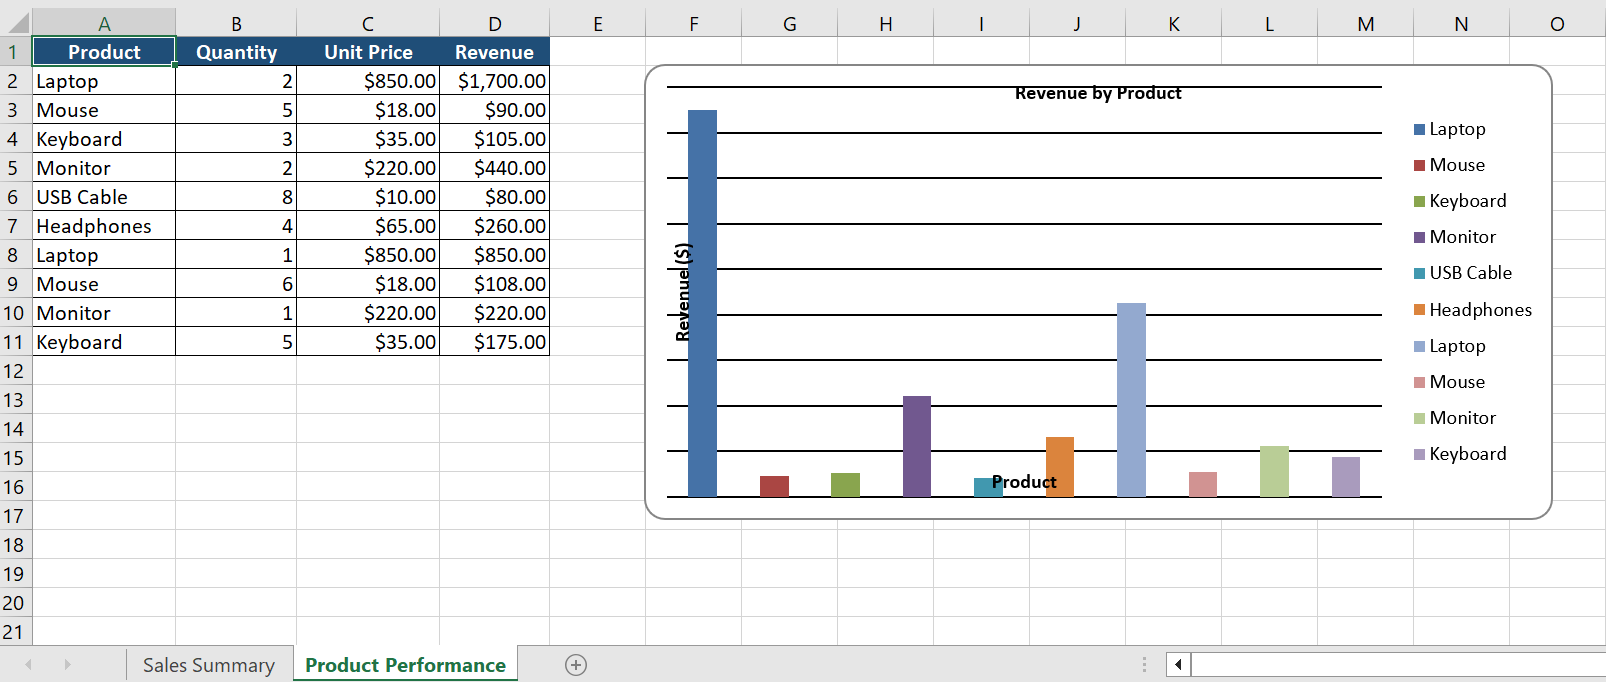 A B C D E F G H I J K L M N O
1 Product Quantity Unit Price Revenue
2 Laptop 2 $850.00 $1,700.00
3 Mouse 5 $18.00 $90.00
4 Keyboard 3 $35.00 $105.00
5 Monitor 2 $220.00 $440.00
6 USB Cable 8 $10.00 $80.00
7 Headphones 4 $65.00 $260.00
8 Laptop 1 $850.00 $850.00
9 Mouse 6 $18.00 $108.00
10 Monitor 1 $220.00 $220.00
11 Keyboard 5 $35.00 $175.00
12
13
14
15
16
17
18
19
20
21
Revenue by Product
Revenue ($)
Product
Laptop
Mouse
Keyboard
Monitor
USB Cable
Headphones
Laptop
Mouse
Monitor
Keyboard
Sales Summary Product Performance